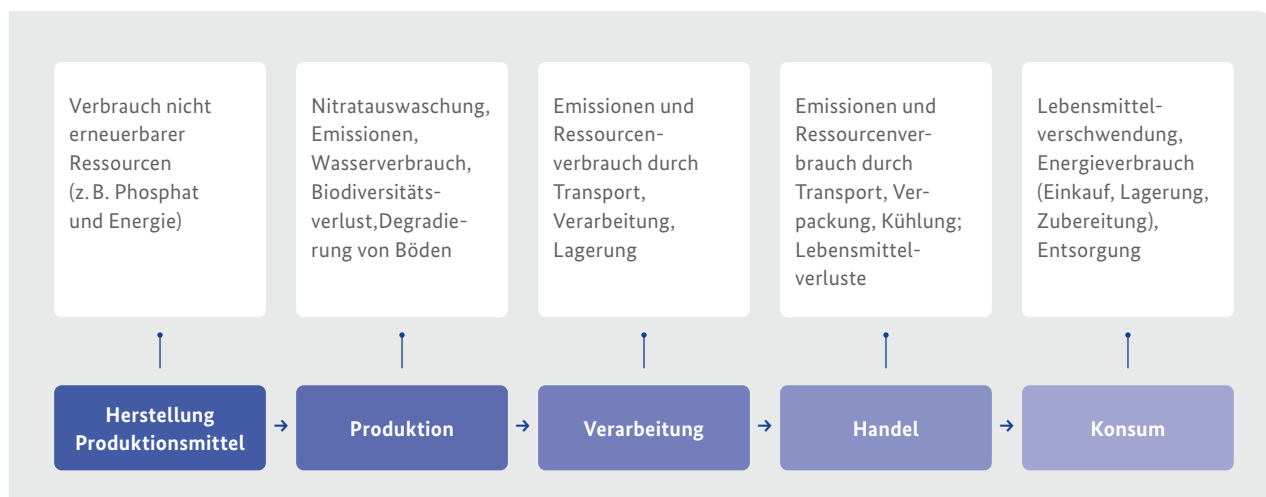 Verbrauch nicht
erneuerbarer
Ressourcen
(z. B. Phosphat
und Energie)
Nitratauswaschung,
Emissionen,
Wasserverbrauch,
Biodiversitäts-
verlust,Degradie-
rung von Böden
Emissionen und
Ressourcen-
verbrauch durch
Transport,
Verarbeitung,
Lagerung
Emissionen und
Ressourcenver-
brauch durch
Transport, Ver-
packung, Kühlung;
Lebensmittel-
verluste
Lebensmittel-
verschwendung,
Energieverbrauch
(Einkauf, Lagerung,
Zubereitung),
Entsorgung
Herstellung
Produktionsmittel
Produktion
Verarbeitung
Handel
Konsum